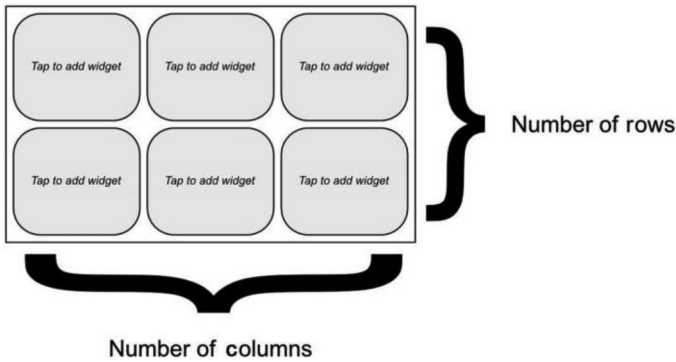 Tap to add widget Tap to add widget Tap to add widget
Tap to add widget Tap to add widget Tap to add widget
Number of rows
Number of columns